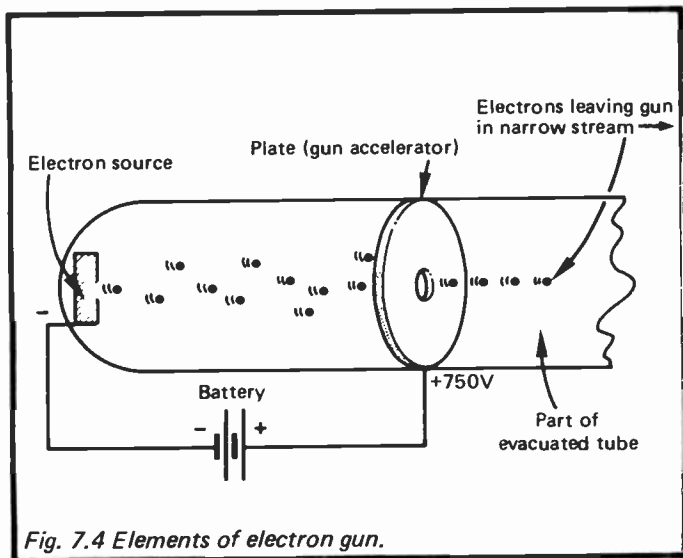 Electrons leaving gun
in narrow stream
Plate (gun accelerator)
Electron source
-
+750V
Battery
- +
Part of
evacuated tube
Fig. 7.4 Elements of electron gun.